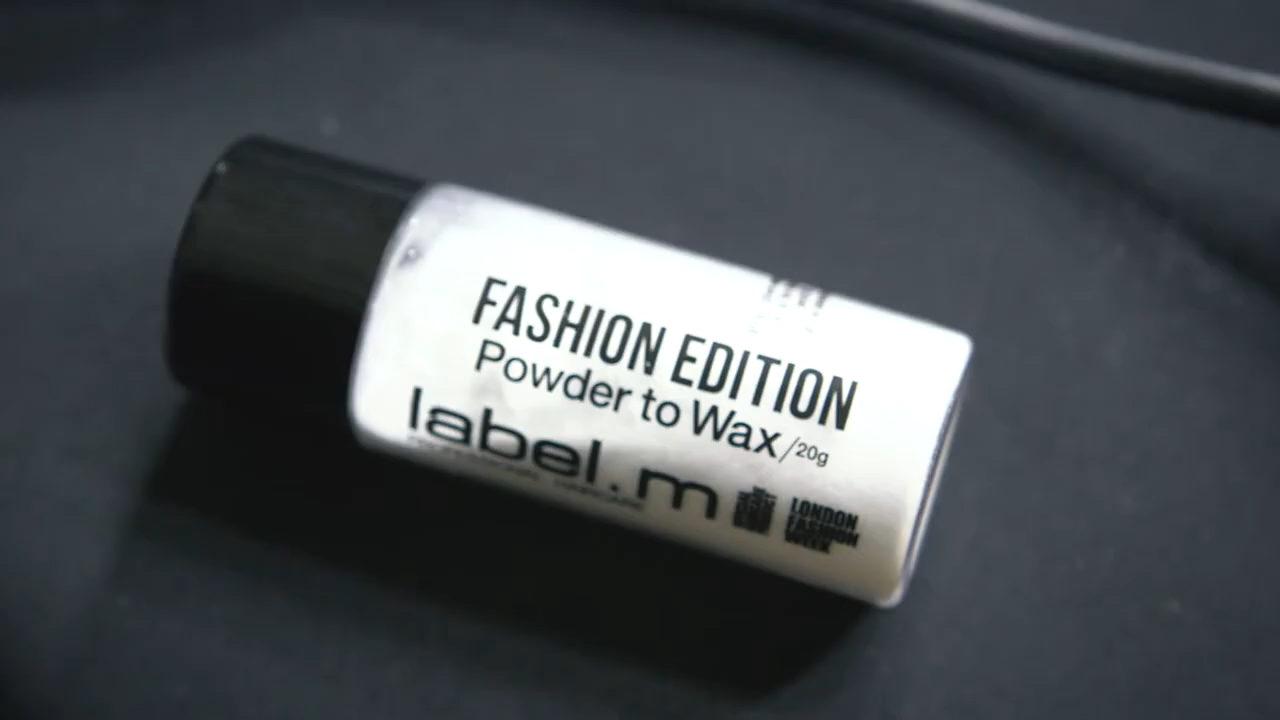 FASHION EDITION
Powder to Wax/20g
label.m
LONDON
FASHION
WEEK